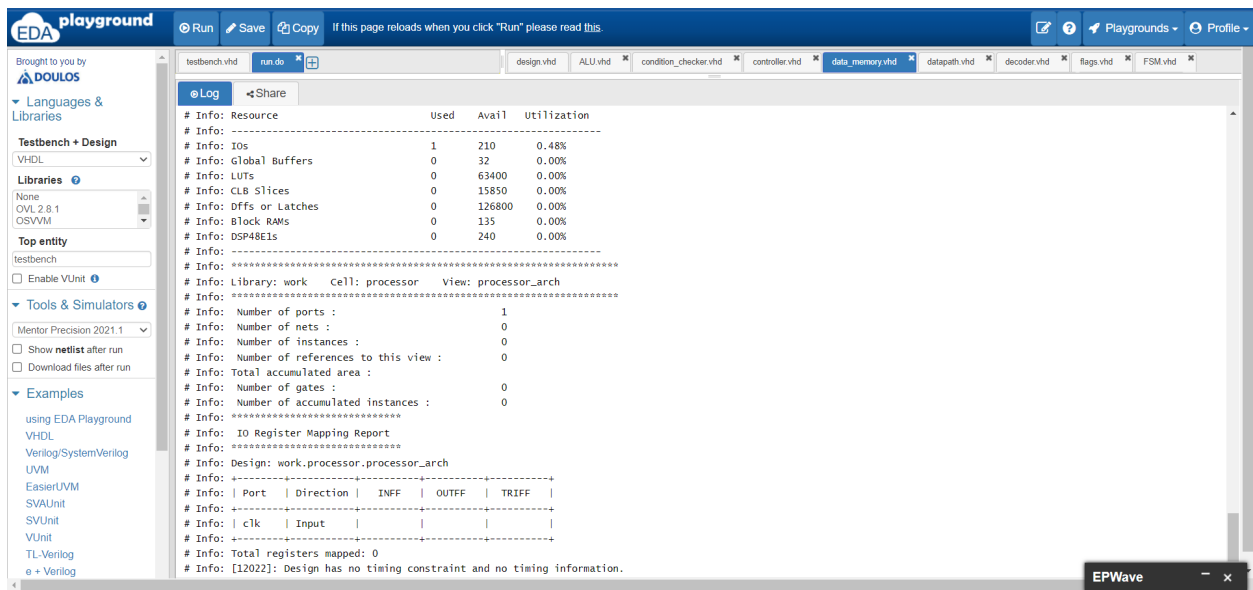 EDA playground
Run Save Copy If this page reloads when you click "Run" please read this. Playgrounds Profile
Brought to you by
DOULOS
Languages & Libraries
Testbench + Design
VHDL
Libraries
None
OVL 2.8.1
OSVVM
Top entity
testbench
Enable VUnit
Tools & Simulators
Mentor Precision 2021.1
Show netlist after run
Download files after run
Examples
using EDA Playground
VHDL
Verilog/SystemVerilog
UVM
EasierUVM
SVAUnit
SVUnit
VUnit
TL-Verilog
e + Verilog
testbench.vhd run.do design.vhd ALU.vhd condition_checker.vhd controller.vhd data_memory.vhd datapath.vhd decoder.vhd flags.vhd FSM.vhd
Log Share
# Info: Resource Used Avail Utilization
# Info: ---------------------------------------------------------------
# Info: IOs 1 210 0.48%
# Info: Global Buffers 0 32 0.00%
# Info: LUTs 0 63400 0.00%
# Info: CLB Slices 0 15850 0.00%
# Info: Dffs or Latches 0 126800 0.00%
# Info: Block RAMs 0 135 0.00%
# Info: DSP48E1s 0 240 0.00%
# Info: ---------------------------------------------------------------
# Info: ******************************************************************
# Info: Library: work Cell: processor View: processor_arch
# Info: ******************************************************************
# Info: Number of ports : 1
# Info: Number of nets : 0
# Info: Number of instances : 0
# Info: Number of references to this view : 0
# Info: Total accumulated area :
# Info: Number of gates : 0
# Info: Number of accumulated instances : 0
# Info: *****************************
# Info: IO Register Mapping Report
# Info: *****************************
# Info: Design: work.processor.processor_arch
# Info: +--------+-----------+----------+----------+----------+
# Info: | Port | Direction | INFF | OUTFF | TRIFF |
# Info: +--------+-----------+----------+----------+----------+
# Info: | clk | Input | | | |
# Info: +--------+-----------+----------+----------+----------+
# Info: Total registers mapped: 0
# Info: [12022]: Design has no timing constraint and no timing information.
EPWave